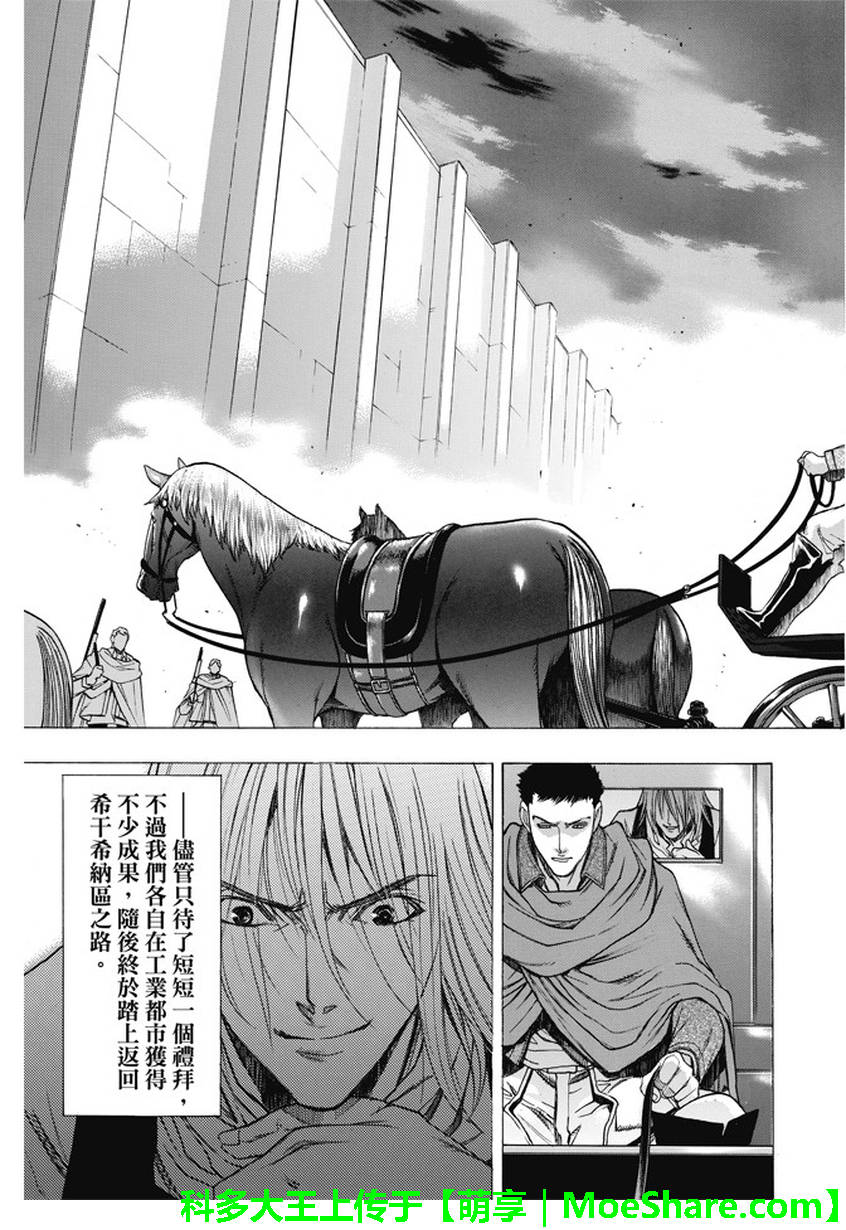 ——儘管只待了短短一個禮拜，
不過我們各自在工業都市獲得
不少成果，隨後終於踏上返回
希干希納區之路。
科多大王上传于【萌享｜MoeShare.com】